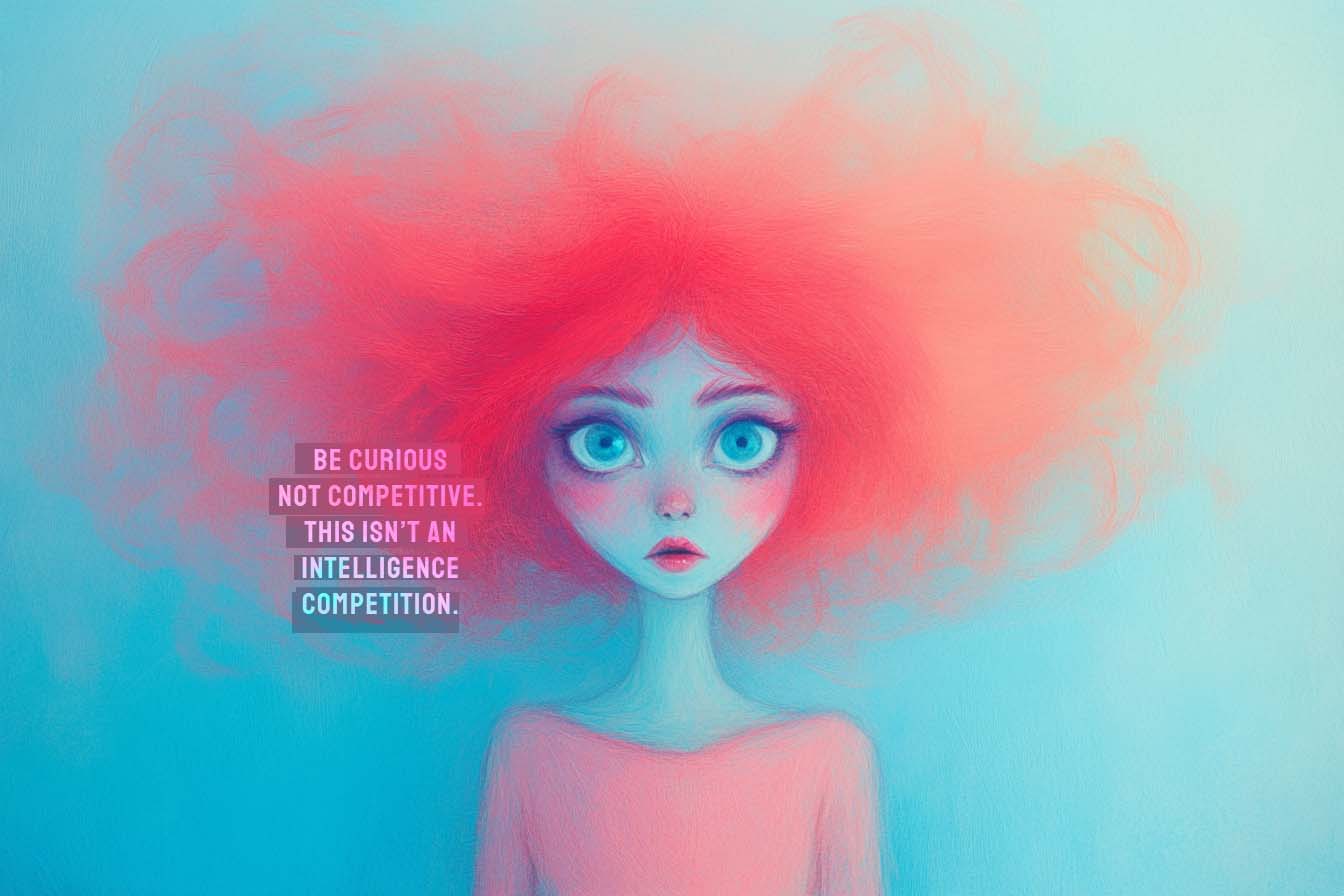 BE CURIOUS
NOT COMPETITIVE.
THIS ISN'T AN
INTELLIGENCE
COMPETITION.